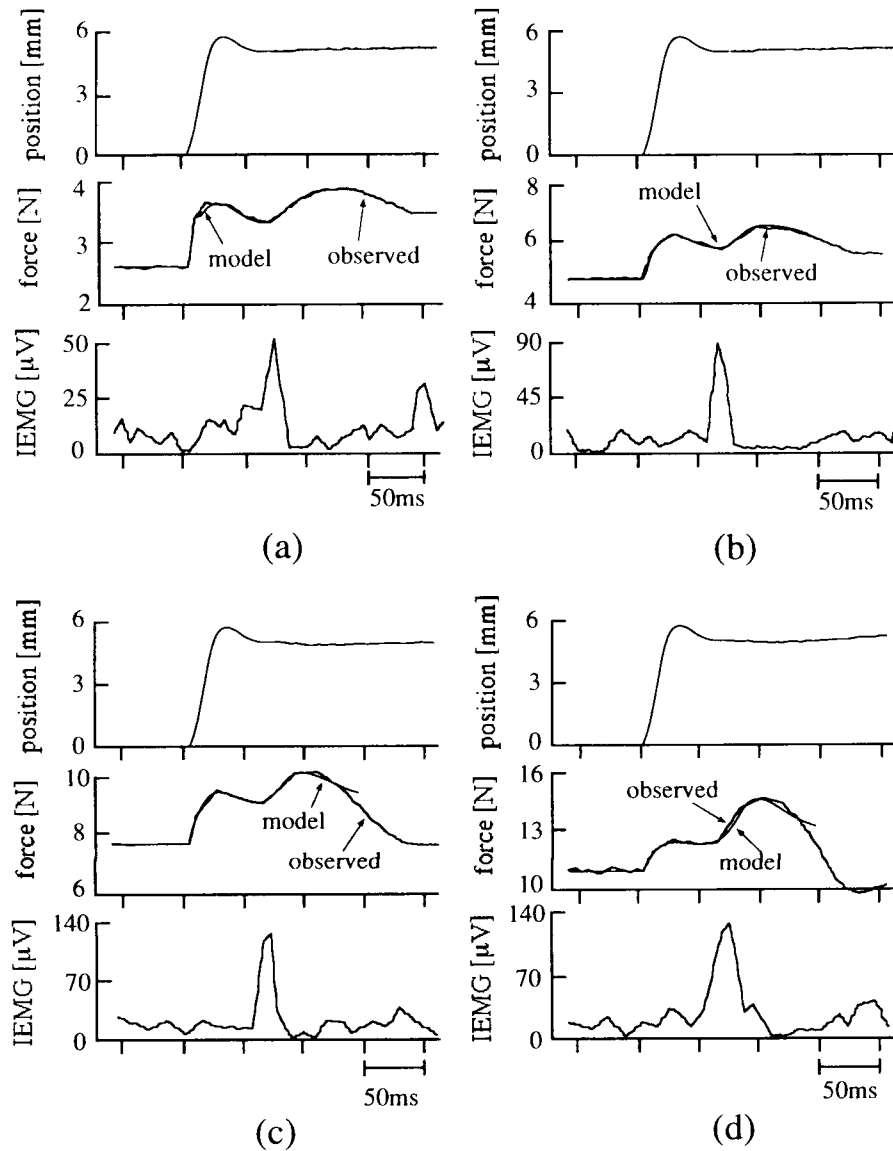 position [mm]
6
3
0
force [N]
4
3
2
model
observed
IEMG [µV]
50
25
0
50ms
(a)
position [mm]
6
3
0
force [N]
8
6
4
model
observed
IEMG [µV]
90
45
0
50ms
(b)
position [mm]
6
3
0
force [N]
10
8
6
model
observed
IEMG [µV]
140
70
0
50ms
(c)
position [mm]
6
3
0
force [N]
16
13
10
observed
model
IEMG [µV]
140
70
0
50ms
(d)